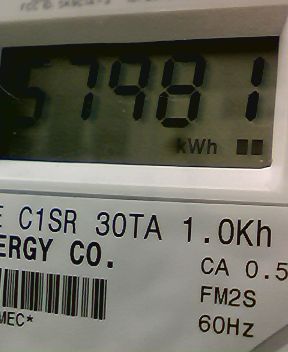 57981
kWh
E C1SR 30TA 1.0Kh
ERGY CO.
CA 0.5
FM2S
MEC*
60Hz